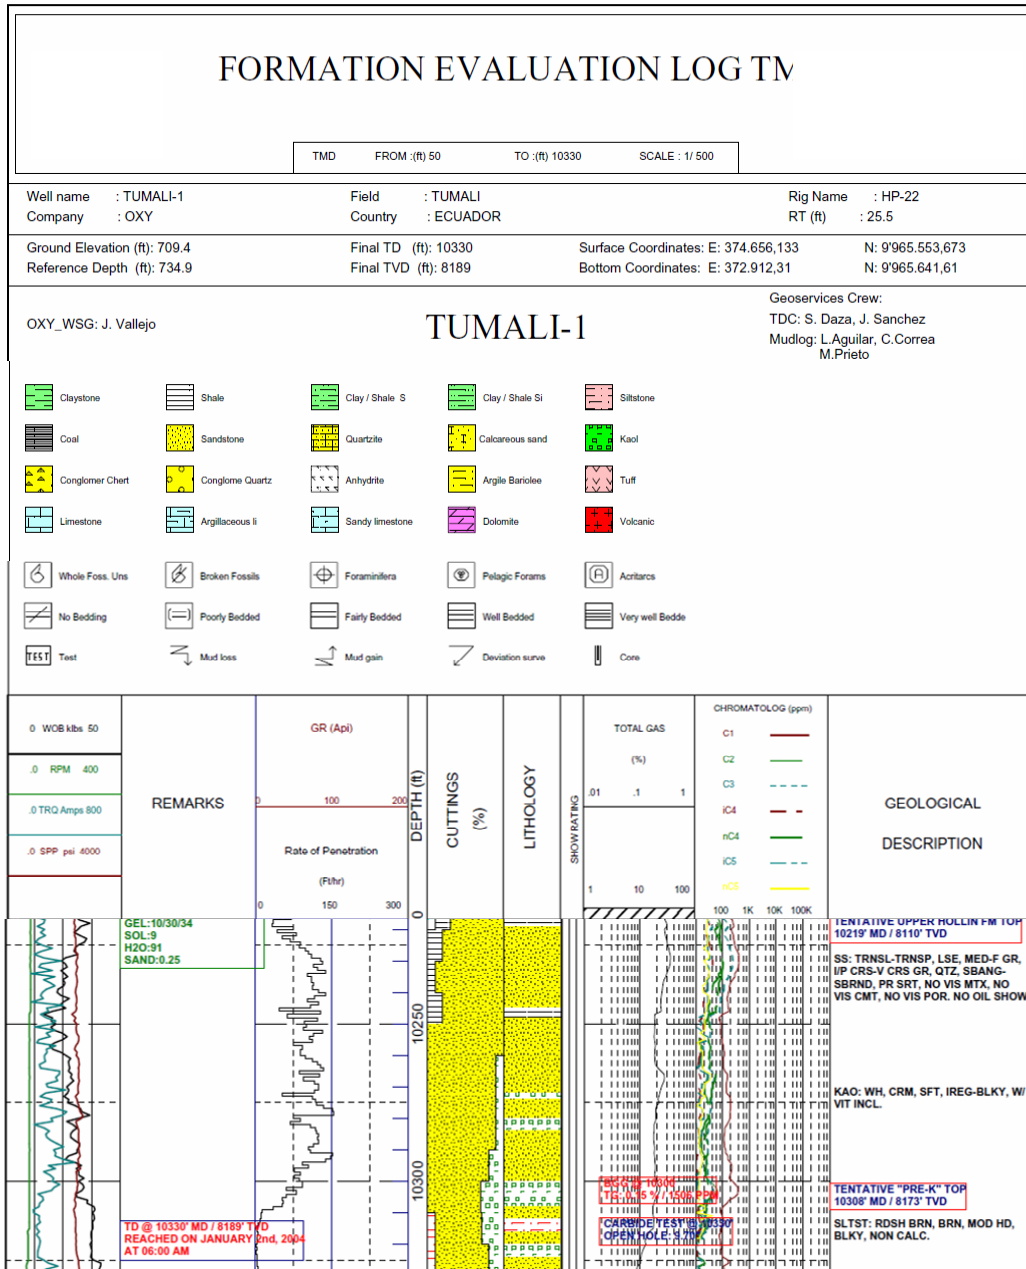 FORMATION EVALUATION LOG TM
TMD FROM :(ft) 50 TO :(ft) 10330 SCALE : 1/ 500
Well name : TUMALI-1 Field : TUMALI Rig Name : HP-22
Company : OXY Country : ECUADOR RT (ft) : 25.5
Ground Elevation (ft): 709.4 Final TD (ft): 10330 Surface Coordinates: E: 374.656,133 N: 9'965.553,673
Reference Depth (ft): 734.9 Final TVD (ft): 8189 Bottom Coordinates: E: 372.912,31 N: 9'965.641,61
OXY_WSG: J. Vallejo
TUMALI-1
Geoservices Crew:
TDC: S. Daza, J. Sanchez
Mudlog: L.Aguilar, C.Correa
M.Prieto
Claystone Shale Clay / Shale S Clay / Shale Si Siltstone
Coal Sandstone Quartzite Calcareous sand Kaol
Conglomer Chert Conglome Quartz Anhydrite Argile Bariolee Tuff
Limestone Argillaceous li Sandy limestone Dolomite Volcanic
Whole Foss. Uns Broken Fossils Foraminifera Pelagic Forams Acritarcs
No Bedding Poorly Bedded Fairly Bedded Well Bedded Very well Bedde
TEST Test Mud loss Mud gain Deviation surve Core
0 WOB klbs 50
.0 RPM 400
.0 TRQ Amps 800
.0 SPP psi 4000
REMARKS
GR (Api)
0 100 200
Rate of Penetration
(Ft/hr)
0 150 300
DEPTH (ft)
0
CUTTINGS
(%)
LITHOLOGY
SHOW RATING
TOTAL GAS
(%)
.01 .1 1
1 10 100
CHROMATOLOG (ppm)
C1
C2
C3
iC4
nC4
iC5
nC5
100 1K 10K 100K
GEOLOGICAL
DESCRIPTION
GEL:10/30/34
SOL:9
H2O:91
SAND:0.25
10250
10300
TD @ 10330' MD / 8189' TVD
REACHED ON JANUARY 2nd, 2004
AT 06:00 AM
BGG @ 10300
TG: 0.15 % / 1506 PPM
CARBIDE TEST @ 10330'
OPEN HOLE:
TENTATIVE UPPER HOLLIN FM TOP
10219' MD / 8110' TVD
SS: TRNSL-TRNSP, LSE, MED-F GR,
I/P CRS-V CRS GR, QTZ, SBANG-
SBRND, PR SRT, NO VIS MTX, NO
VIS CMT, NO VIS POR. NO OIL SHOW
KAO: WH, CRM, SFT, IREG-BLKY, W/
VIT INCL.
TENTATIVE "PRE-K" TOP
10308' MD / 8173' TVD
SLTST: RDSH BRN, BRN, MOD HD,
BLKY, NON CALC.